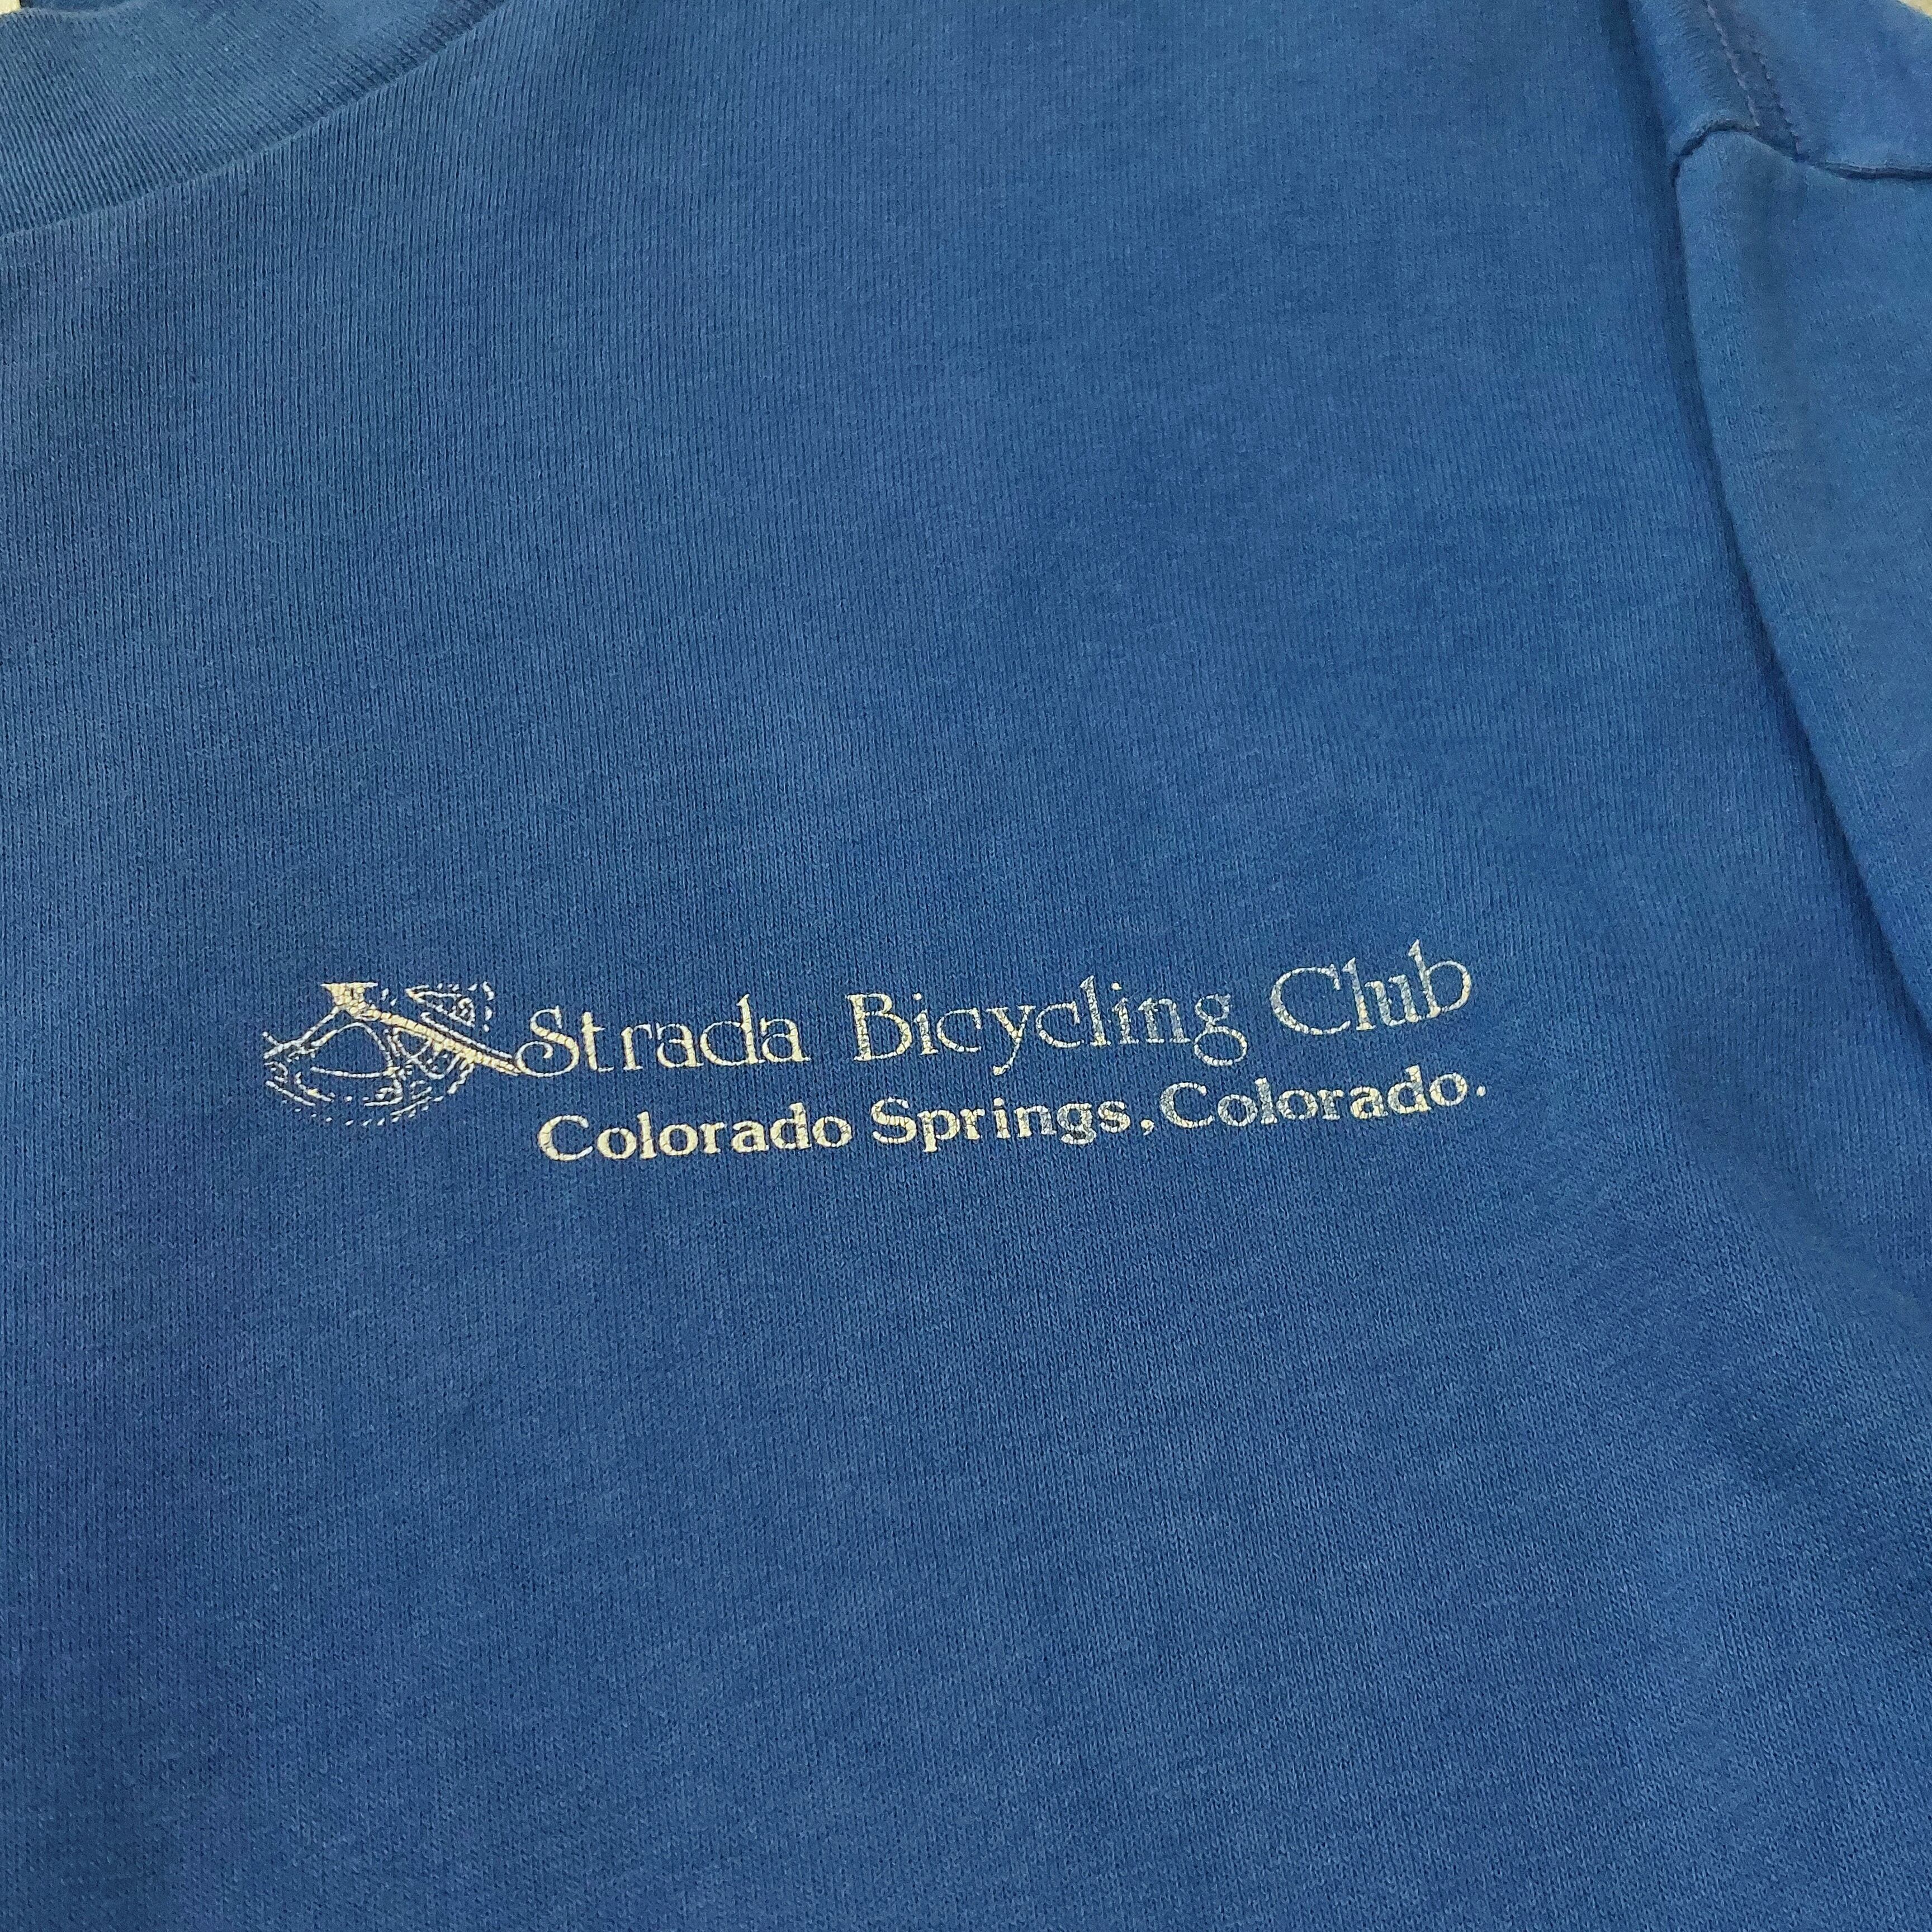 Strada Bicycling Club
Colorado Springs, Colorado.